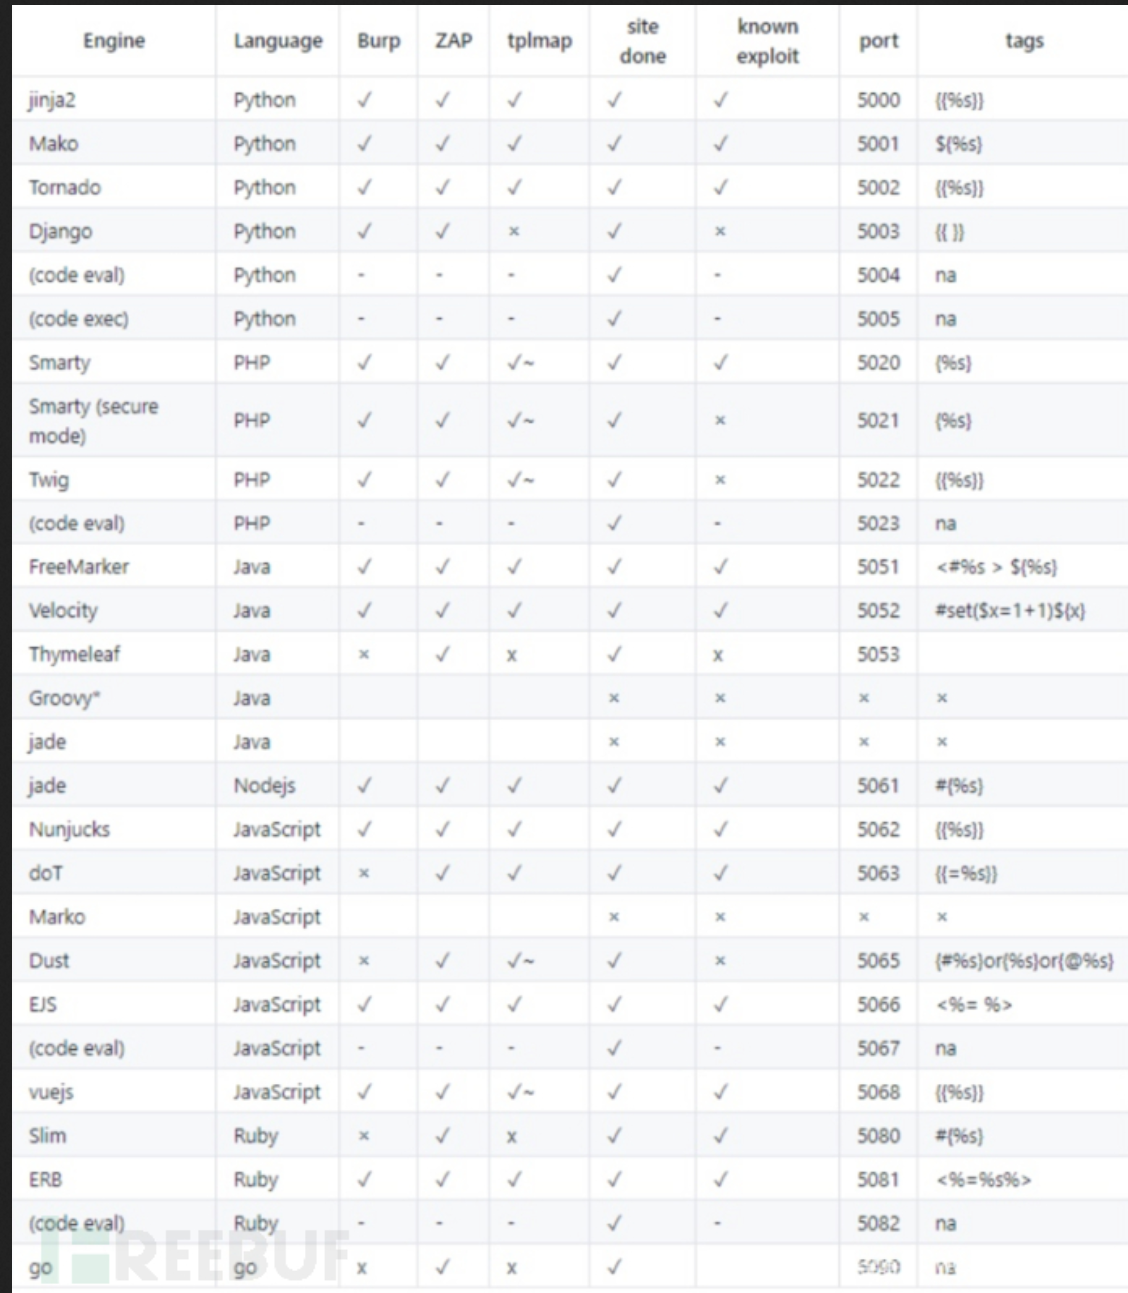 Engine Language Burp ZAP tplmap site done known exploit port tags
jinja2 Python ✓ ✓ ✓ ✓ ✓ 5000 {{%s}}
Mako Python ✓ ✓ ✓ ✓ ✓ 5001 ${%s}
Tornado Python ✓ ✓ ✓ ✓ ✓ 5002 {{%s}}
Django Python ✓ ✓ × ✓ × 5003 {{ }}
(code eval) Python - - - ✓ - 5004 na
(code exec) Python - - - ✓ - 5005 na
Smarty PHP ✓ ✓ ✓~ ✓ ✓ 5020 {%s}
Smarty (secure mode) PHP ✓ ✓ ✓~ ✓ × 5021 {%s}
Twig PHP ✓ ✓ ✓~ ✓ × 5022 {{%s}}
(code eval) PHP - - - ✓ - 5023 na
FreeMarker Java ✓ ✓ ✓ ✓ ✓ 5051 <#%s > ${%s}
Velocity Java ✓ ✓ ✓ ✓ ✓ 5052 #set($x=1+1)${x}
Thymeleaf Java × ✓ x ✓ x 5053
Groovy* Java × × × ×
jade Java × × × ×
jade Nodejs ✓ ✓ ✓ ✓ ✓ 5061 #{%s}
Nunjucks JavaScript ✓ ✓ ✓ ✓ ✓ 5062 {{%s}}
doT JavaScript × ✓ ✓ ✓ ✓ 5063 {{=%s}}
Marko JavaScript × × × ×
Dust JavaScript × ✓ ✓~ ✓ × 5065 {#%s}or{%s}or{@%s}
EJS JavaScript ✓ ✓ ✓ ✓ ✓ 5066 <%= %>
(code eval) JavaScript - - - ✓ - 5067 na
vuejs JavaScript ✓ ✓ ✓~ ✓ ✓ 5068 {{%s}}
Slim Ruby × ✓ x ✓ ✓ 5080 #{%s}
ERB Ruby ✓ ✓ ✓ ✓ ✓ 5081 <%=%s%>
(code eval) Ruby - - - ✓ - 5082 na
go go x ✓ x ✓ 5090 na
FREEBUF